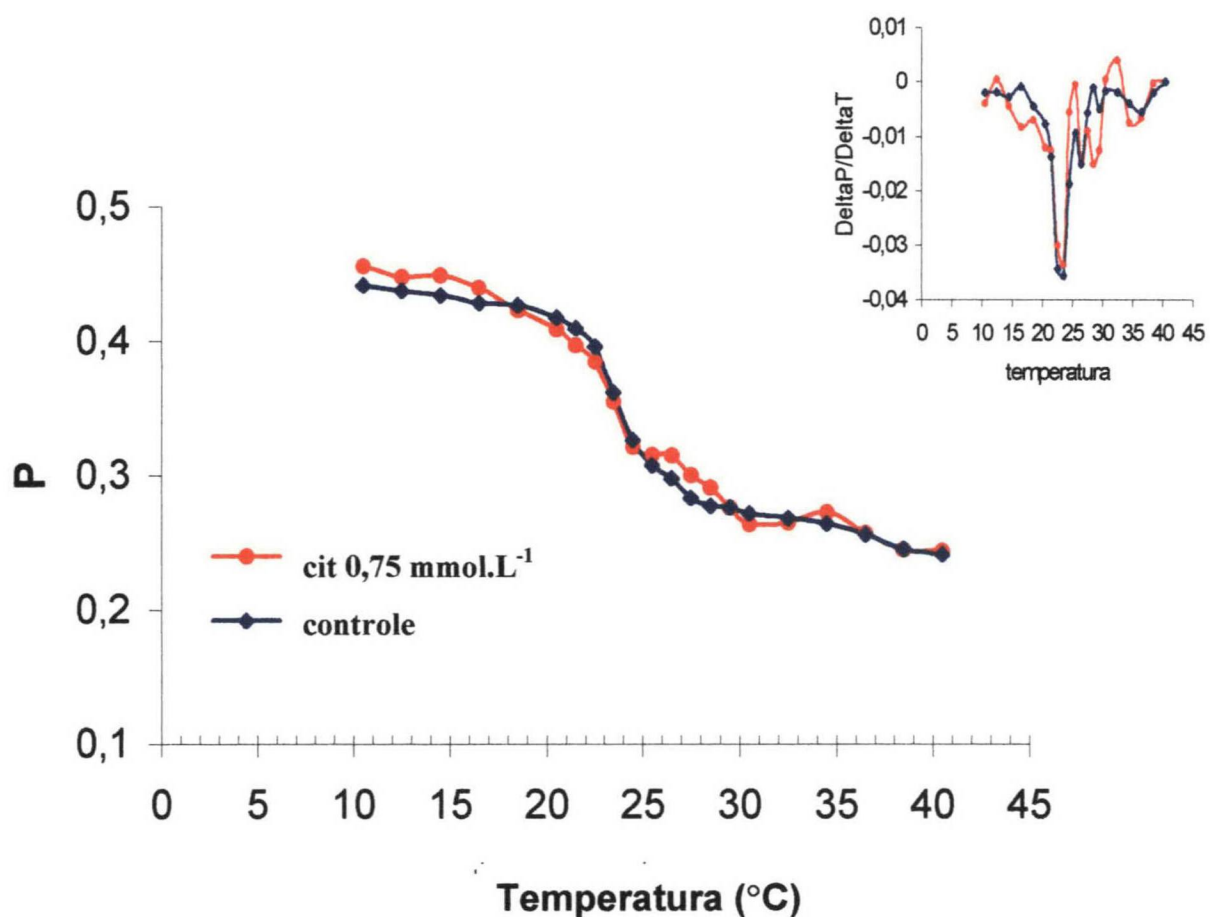 0,01
0
-0,01
-0,02
-0,03
-0,04
DeltaP/DeltaT
0 5 10 15 20 25 30 35 40 45
temperatura
0,5
0,4
0,3
0,2
0,1
P
cit 0,75 mmol.L⁻¹
controle
0 5 10 15 20 25 30 35 40 45
Temperatura (°C)